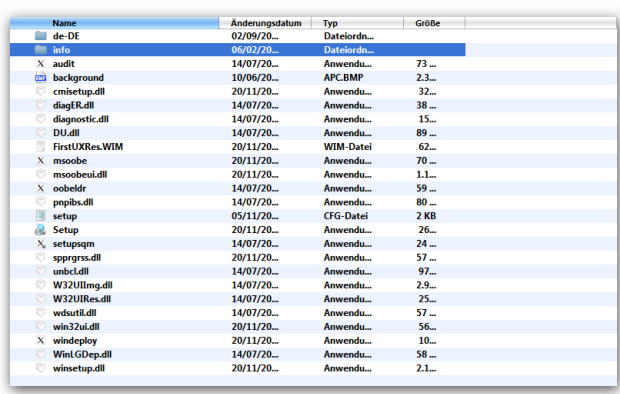 Name Änderungsdatum Typ Größe
de-DE 02/09/20... Dateiordn...
info 06/02/20... Dateiordn...
audit 14/07/20... Anwendu... 73 ...
background 10/06/20... APC.BMP 2.3...
cmisetup.dll 20/11/20... Anwendu... 32...
diagER.dll 14/07/20... Anwendu... 38 ...
diagnostic.dll 14/07/20... Anwendu... 15...
DU.dll 14/07/20... Anwendu... 89 ...
FirstUXRes.WIM 20/11/20... WIM-Datei 62...
msoobe 20/11/20... Anwendu... 70 ...
msoobeui.dll 20/11/20... Anwendu... 1.1...
oobeldr 14/07/20... Anwendu... 59 ...
pnpibs.dll 14/07/20... Anwendu... 80 ...
setup 05/11/20... CFG-Datei 2 KB
Setup 20/11/20... Anwendu... 26...
setupsqm 14/07/20... Anwendu... 24 ...
spprgrss.dll 20/11/20... Anwendu... 57 ...
unbcl.dll 14/07/20... Anwendu... 97...
W32UIImg.dll 14/07/20... Anwendu... 2.9...
W32UIRes.dll 14/07/20... Anwendu... 25...
wdsutil.dll 14/07/20... Anwendu... 57 ...
win32ui.dll 20/11/20... Anwendu... 56...
windeploy 20/11/20... Anwendu... 10...
WinLGDep.dll 14/07/20... Anwendu... 58 ...
winsetup.dll 20/11/20... Anwendu... 2.1...